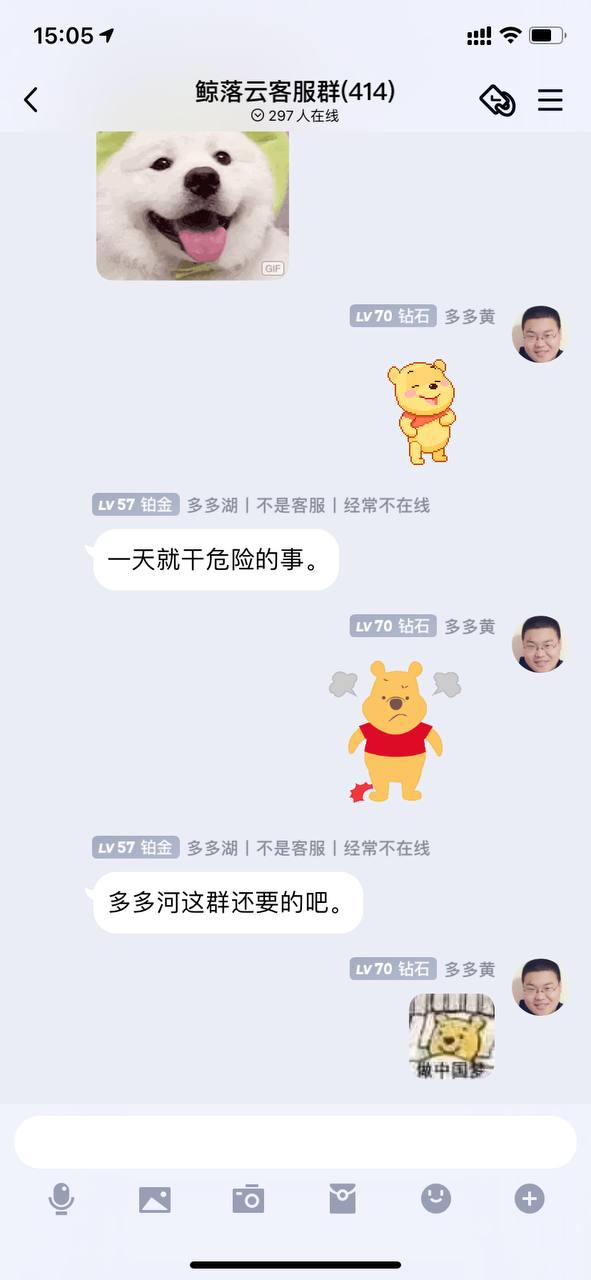 15:05
鲸落云客服群(414)
297人在线
GIF
LV70 钻石 多多黄
LV57 铂金 多多湖丨不是客服丨经常不在线
一天就干危险的事。
LV70 钻石 多多黄
LV57 铂金 多多湖丨不是客服丨经常不在线
多多河这群还要的吧。
LV70 钻石 多多黄
做中国梦